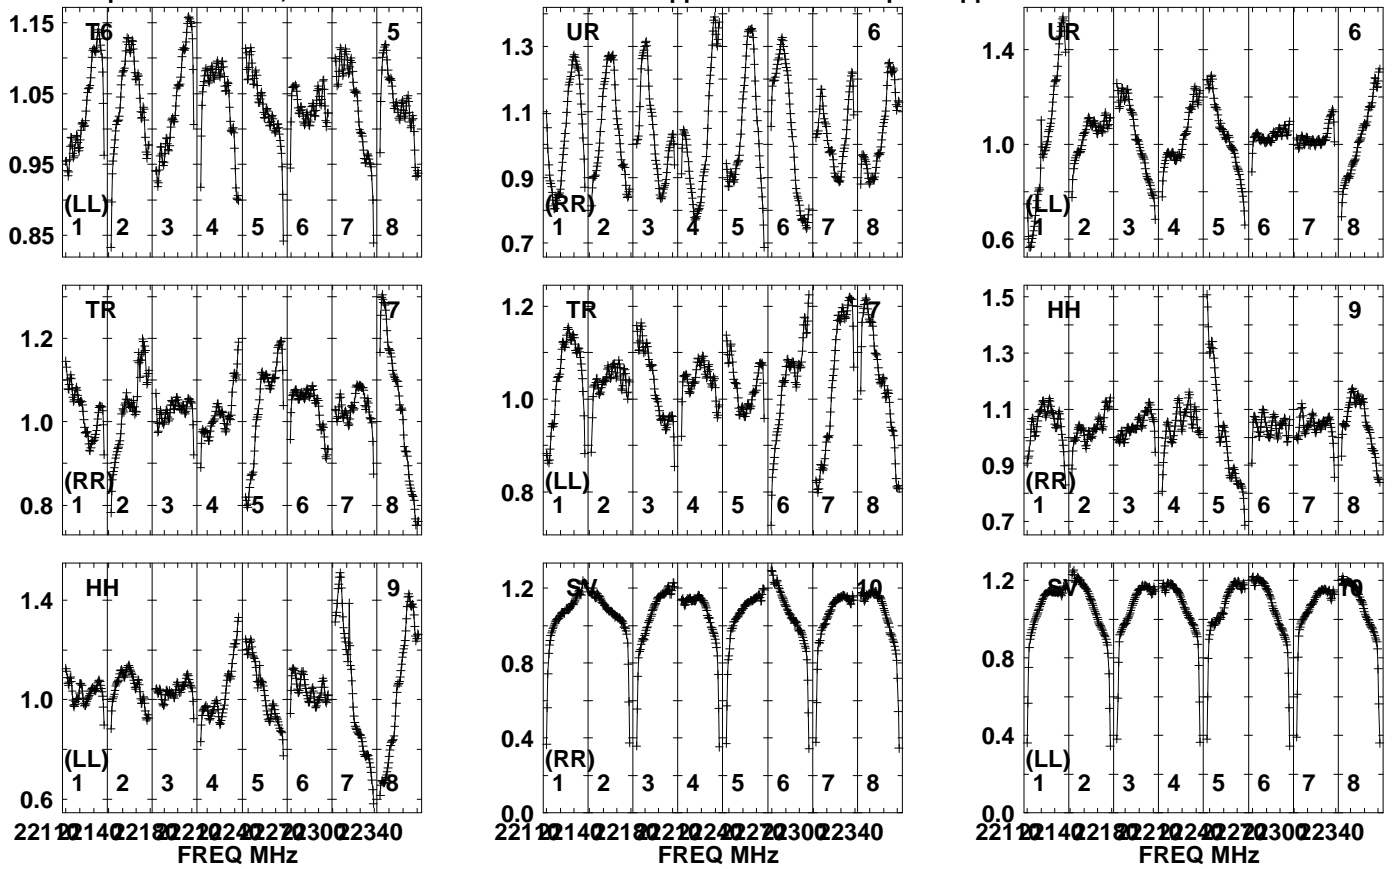 1.15 T6 5
1.05
0.95
(LL)
0.85 1 2 3 4 5 6 7 8
1.3 UR 6
1.1
0.9
(RR)
0.7 1 2 3 4 5 6 7 8
1.4 UR 6
1.0
(LL)
0.6 1 2 3 4 5 6 7 8
TR 7
1.2
1.0
(RR)
0.8 1 2 3 4 5 6 7 8
1.2 TR 7
1.0
(LL)
0.8 1 2 3 4 5 6 7 8
1.5 HH 9
1.3
1.1
0.9
(RR)
0.7 1 2 3 4 5 6 7 8
HH 9
1.4
1.0
(LL)
0.6 1 2 3 4 5 6 7 8
1.2 SV 10
0.8
0.4
(RR)
0.0 1 2 3 4 5 6 7 8
1.2 SV 10
0.8
0.4
(LL)
0.0 1 2 3 4 5 6 7 8
22340
FREQ MHz
22340
FREQ MHz